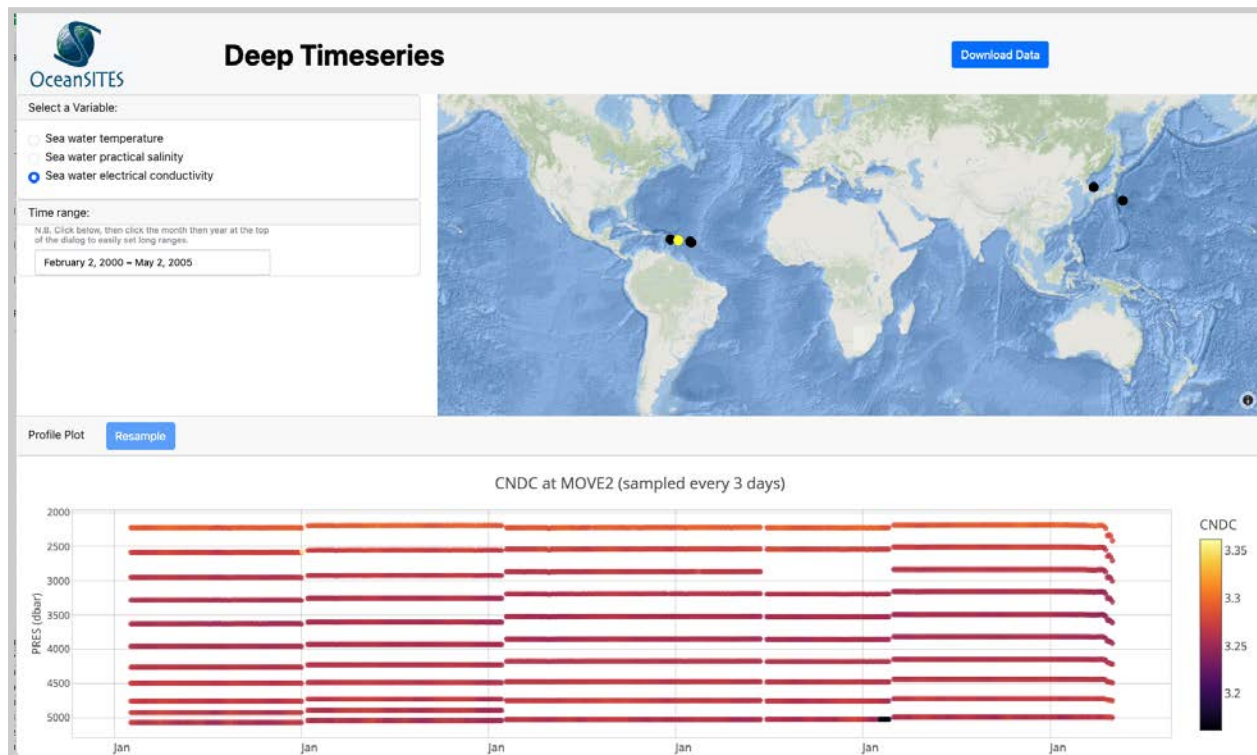 OceanSITES
Deep Timeseries
Download Data
Select a Variable:
Sea water temperature
Sea water practical salinity
Sea water electrical conductivity
Time range:
N.B. Click below, then click the month then year at the top
of the dialog to easily set long ranges.
February 2, 2000 – May 2, 2005
Profile Plot
Resample
CNDC at MOVE2 (sampled every 3 days)
PRES (dbar)
2000
2500
3000
3500
4000
4500
5000
Jan Jan Jan Jan Jan Jan
CNDC
3.35
3.3
3.25
3.2